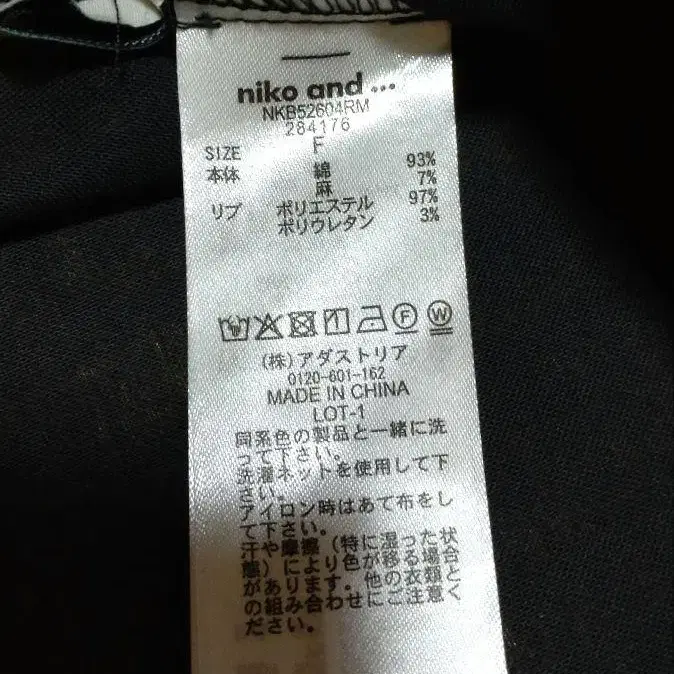 niko and ...
NKB52604RM
284176
SIZE F
本体 綿 93%
麻 7%
リブ ポリエステル 97%
ポリウレタン 3%
F W
(株)アダストリア
0120-601-162
MADE IN CHINA
LOT-1
同系色の製品と一緒に洗
って下さい。
洗濯ネットを使用して下
さい。
アイロン時はあて布をし
て下さい。
汗や摩擦(特に湿った状
態)により色が移る場合と
があります。他の衣類と
の組み合わせにご注意く
ださい。